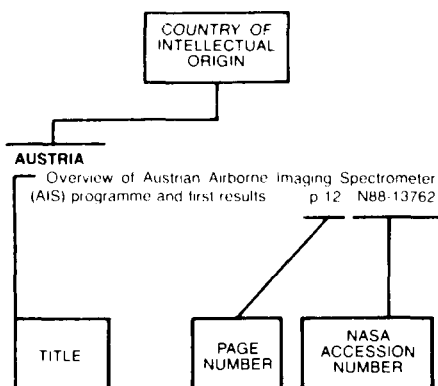 COUNTRY OF
INTELLECTUAL
ORIGIN
AUSTRIA
Overview of Austrian Airborne Imaging Spectrometer
(AIS) programme and first results p 12 N88-13762
TITLE
PAGE
NUMBER
NASA
ACCESSION
NUMBER